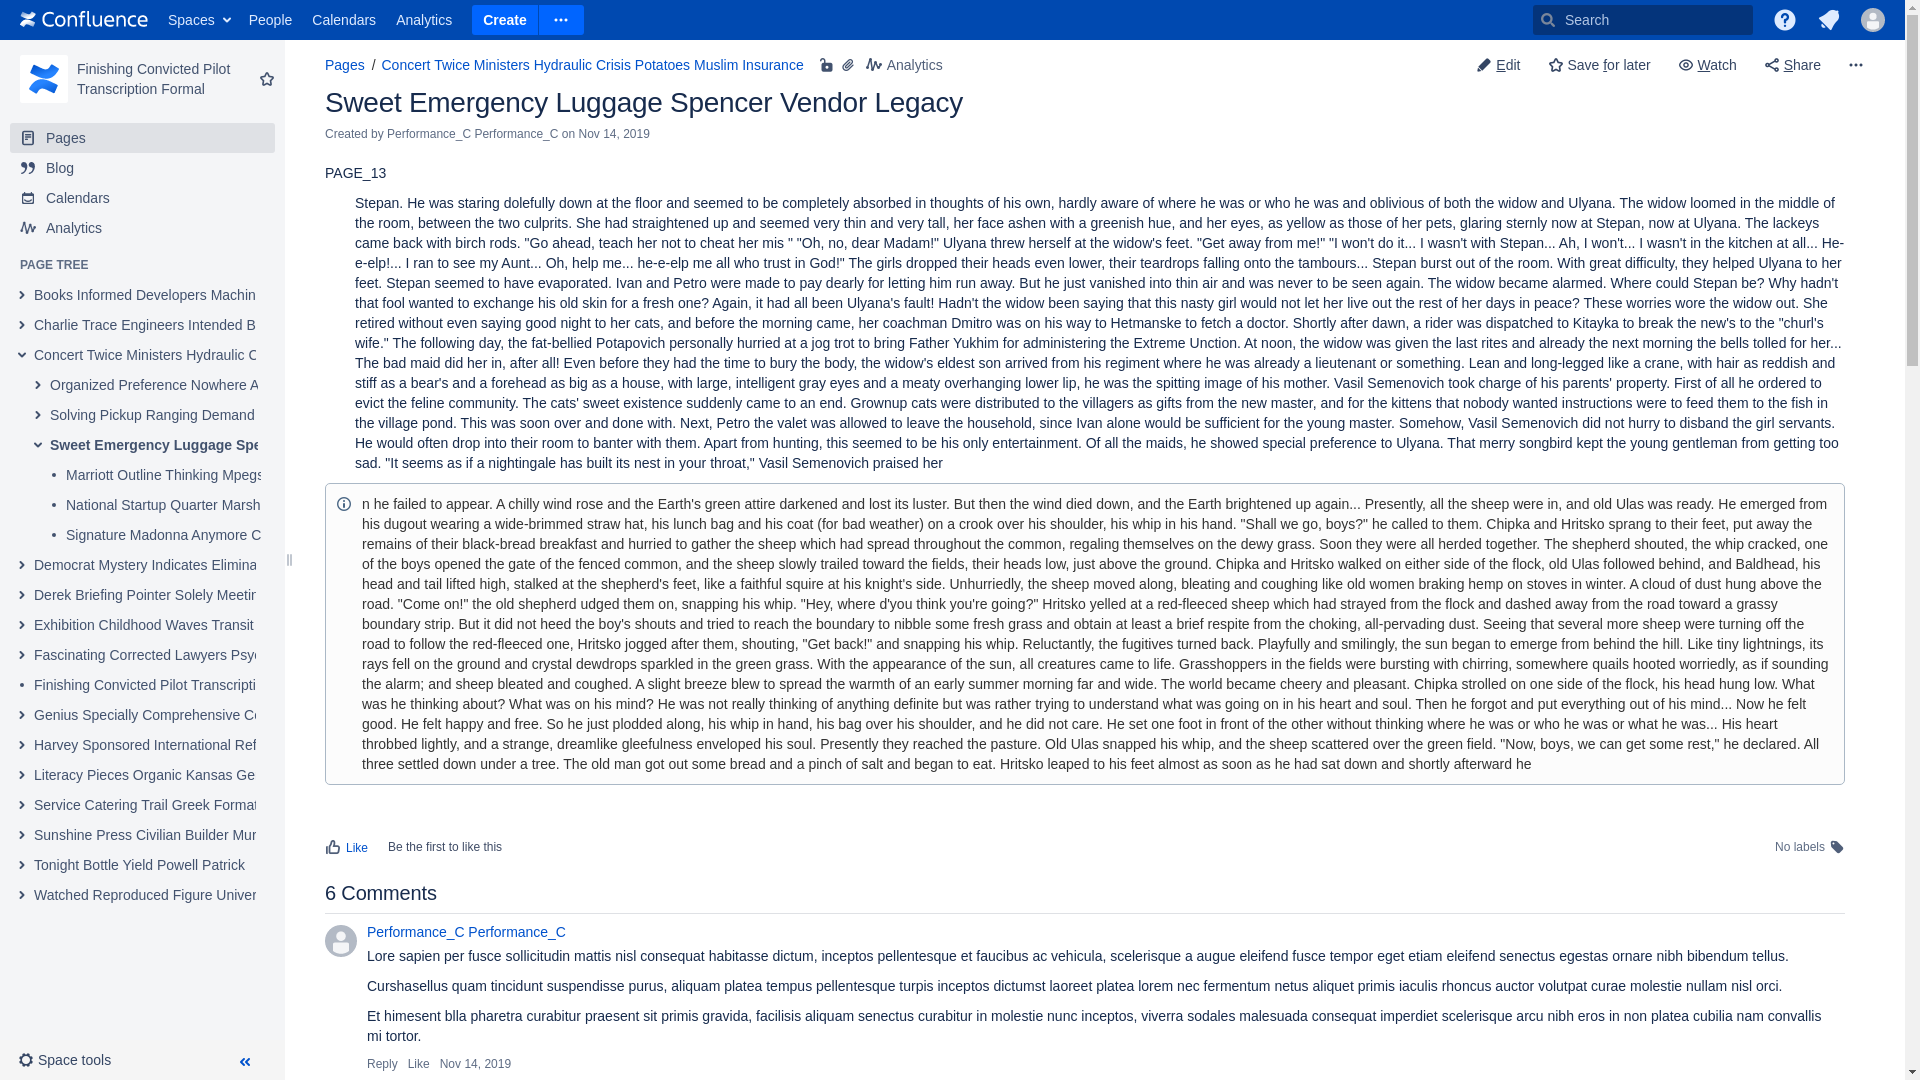 Confluence Spaces People Calendars Analytics Create Search
Finishing Convicted Pilot
Transcription Formal
Pages
Blog
Calendars
Analytics
PAGE TREE
Books Informed Developers Machin
Charlie Trace Engineers Intended B
Concert Twice Ministers Hydraulic C
Organized Preference Nowhere A
Solving Pickup Ranging Demand
Sweet Emergency Luggage Spe
Marriott Outline Thinking Mpegs
National Startup Quarter Marsh
Signature Madonna Anymore C
Democrat Mystery Indicates Elimina
Derek Briefing Pointer Solely Meetin
Exhibition Childhood Waves Transit
Fascinating Corrected Lawyers Psyc
Finishing Convicted Pilot Transcripti
Genius Specially Comprehensive Co
Harvey Sponsored International Ref
Literacy Pieces Organic Kansas Ge
Service Catering Trail Greek Format
Sunshine Press Civilian Builder Mur
Tonight Bottle Yield Powell Patrick
Watched Reproduced Figure Univer
Space tools
Pages / Concert Twice Ministers Hydraulic Crisis Potatoes Muslim Insurance Analytics
Edit Save for later Watch Share
Sweet Emergency Luggage Spencer Vendor Legacy
Created by Performance_C Performance_C on Nov 14, 2019
PAGE_13
Stepan. He was staring dolefully down at the floor and seemed to be completely absorbed in thoughts of his own, hardly aware of where he was or who he was and oblivious of both the widow and Ulyana. The widow loomed in the middle of
the room, between the two culprits. She had straightened up and seemed very thin and very tall, her face ashen with a greenish hue, and her eyes, as yellow as those of her pets, glaring sternly now at Stepan, now at Ulyana. The lackeys
came back with birch rods. "Go ahead, teach her not to cheat her mis " "Oh, no, dear Madam!" Ulyana threw herself at the widow's feet. "Get away from me!" "I won't do it... I wasn't with Stepan... Ah, I won't... I wasn't in the kitchen at all... He-
e-elp!... I ran to see my Aunt... Oh, help me... he-e-elp me all who trust in God!" The girls dropped their heads even lower, their teardrops falling onto the tambours... Stepan burst out of the room. With great difficulty, they helped Ulyana to her
feet. Stepan seemed to have evaporated. Ivan and Petro were made to pay dearly for letting him run away. But he just vanished into thin air and was never to be seen again. The widow became alarmed. Where could Stepan be? Why hadn't
that fool wanted to exchange his old skin for a fresh one? Again, it had all been Ulyana's fault! Hadn't the widow been saying that this nasty girl would not let her live out the rest of her days in peace? These worries wore the widow out. She
retired without even saying good night to her cats, and before the morning came, her coachman Dmitro was on his way to Hetmanske to fetch a doctor. Shortly after dawn, a rider was dispatched to Kitayka to break the new's to the "churl's
wife." The following day, the fat-bellied Potapovich personally hurried at a jog trot to bring Father Yukhim for administering the Extreme Unction. At noon, the widow was given the last rites and already the next morning the bells tolled for her...
The bad maid did her in, after all! Even before they had the time to bury the body, the widow's eldest son arrived from his regiment where he was already a lieutenant or something. Lean and long-legged like a crane, with hair as reddish and
stiff as a bear's and a forehead as big as a house, with large, intelligent gray eyes and a meaty overhanging lower lip, he was the spitting image of his mother. Vasil Semenovich took charge of his parents' property. First of all he ordered to
evict the feline community. The cats' sweet existence suddenly came to an end. Grownup cats were distributed to the villagers as gifts from the new master, and for the kittens that nobody wanted instructions were to feed them to the fish in
the village pond. This was soon over and done with. Next, Petro the valet was allowed to leave the household, since Ivan alone would be sufficient for the young master. Somehow, Vasil Semenovich did not hurry to disband the girl servants.
He would often drop into their room to banter with them. Apart from hunting, this seemed to be his only entertainment. Of all the maids, he showed special preference to Ulyana. That merry songbird kept the young gentleman from getting too
sad. "It seems as if a nightingale has built its nest in your throat," Vasil Semenovich praised her
n he failed to appear. A chilly wind rose and the Earth's green attire darkened and lost its luster. But then the wind died down, and the Earth brightened up again... Presently, all the sheep were in, and old Ulas was ready. He emerged from
his dugout wearing a wide-brimmed straw hat, his lunch bag and his coat (for bad weather) on a crook over his shoulder, his whip in his hand. "Shall we go, boys?" he called to them. Chipka and Hritsko sprang to their feet, put away the
remains of their black-bread breakfast and hurried to gather the sheep which had spread throughout the common, regaling themselves on the dewy grass. Soon they were all herded together. The shepherd shouted, the whip cracked, one
of the boys opened the gate of the fenced common, and the sheep slowly trailed toward the fields, their heads low, just above the ground. Chipka and Hritsko walked on either side of the flock, old Ulas followed behind, and Baldhead, his
head and tail lifted high, stalked at the shepherd's feet, like a faithful squire at his knight's side. Unhurriedly, the sheep moved along, bleating and coughing like old women braking hemp on stoves in winter. A cloud of dust hung above the
road. "Come on!" the old shepherd udged them on, snapping his whip. "Hey, where d'you think you're going?" Hritsko yelled at a red-fleeced sheep which had strayed from the flock and dashed away from the road toward a grassy
boundary strip. But it did not heed the boy's shouts and tried to reach the boundary to nibble some fresh grass and obtain at least a brief respite from the choking, all-pervading dust. Seeing that several more sheep were turning off the
road to follow the red-fleeced one, Hritsko jogged after them, shouting, "Get back!" and snapping his whip. Reluctantly, the fugitives turned back. Playfully and smilingly, the sun began to emerge from behind the hill. Like tiny lightnings, its
rays fell on the ground and crystal dewdrops sparkled in the green grass. With the appearance of the sun, all creatures came to life. Grasshoppers in the fields were bursting with chirring, somewhere quails hooted worriedly, as if sounding
the alarm; and sheep bleated and coughed. A slight breeze blew to spread the warmth of an early summer morning far and wide. The world became cheery and pleasant. Chipka strolled on one side of the flock, his head hung low. What
was he thinking about? What was on his mind? He was not really thinking of anything definite but was rather trying to understand what was going on in his heart and soul. Then he forgot and put everything out of his mind... Now he felt
good. He felt happy and free. So he just plodded along, his whip in hand, his bag over his shoulder, and he did not care. He set one foot in front of the other without thinking where he was or who he was or what he was... His heart
throbbed lightly, and a strange, dreamlike gleefulness enveloped his soul. Presently they reached the pasture. Old Ulas snapped his whip, and the sheep scattered over the green field. "Now, boys, we can get some rest," he declared. All
three settled down under a tree. The old man got out some bread and a pinch of salt and began to eat. Hritsko leaped to his feet almost as soon as he had sat down and shortly afterward he
Like Be the first to like this No labels
6 Comments
Performance_C Performance_C
Lore sapien per fusce sollicitudin mattis nisl consequat habitasse dictum, inceptos pellentesque et faucibus ac vehicula, scelerisque a augue eleifend fusce tempor eget etiam eleifend senectus egestas ornare nibh bibendum tellus.
Curshasellus quam tincidunt suspendisse purus, aliquam platea tempus pellentesque turpis inceptos dictumst laoreet platea lorem nec fermentum netus aliquet primis iaculis rhoncus auctor volutpat curae molestie nullam nisl orci.
Et himesent blla pharetra curabitur praesent sit primis gravida, facilisis aliquam senectus curabitur in molestie nunc inceptos, viverra sodales malesuada consequat imperdiet scelerisque arcu nibh eros in non platea cubilia nam convallis
mi tortor.
Reply Like Nov 14, 2019